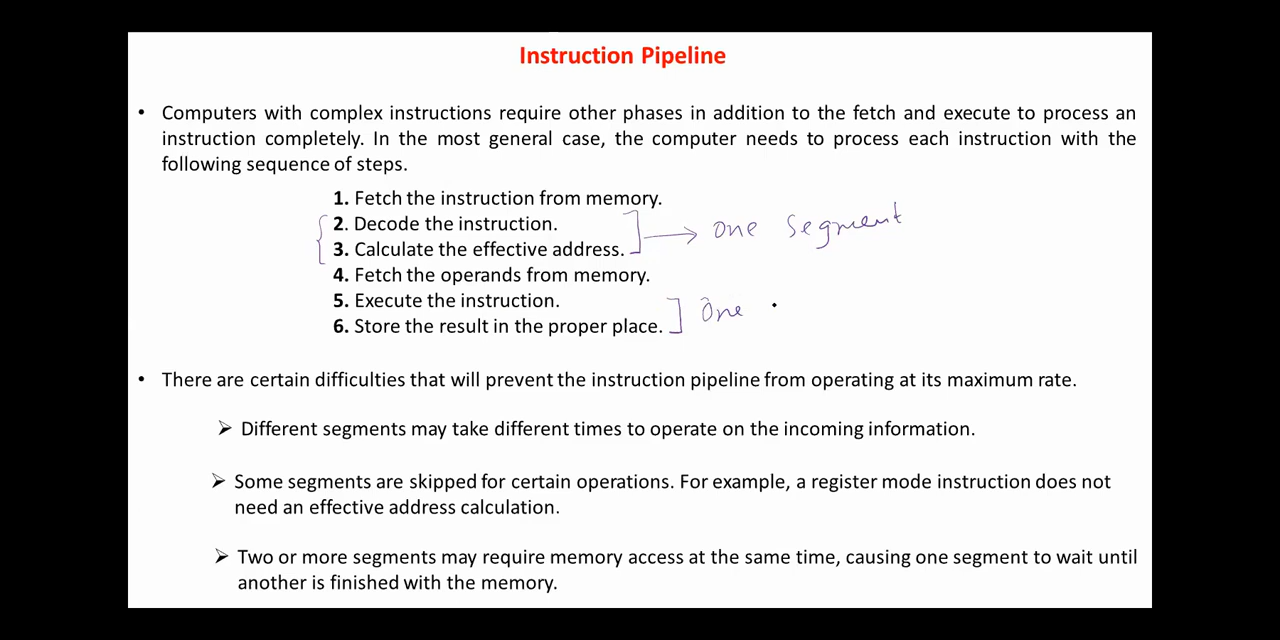 Instruction Pipeline
• Computers with complex instructions require other phases in addition to the fetch and execute to process an
instruction completely. In the most general case, the computer needs to process each instruction with the
following sequence of steps.
1. Fetch the instruction from memory.
2. Decode the instruction.
3. Calculate the effective address.
One Segment
4. Fetch the operands from memory.
5. Execute the instruction.
6. Store the result in the proper place.
One
• There are certain difficulties that will prevent the instruction pipeline from operating at its maximum rate.
➢ Different segments may take different times to operate on the incoming information.
➢ Some segments are skipped for certain operations. For example, a register mode instruction does not
need an effective address calculation.
➢ Two or more segments may require memory access at the same time, causing one segment to wait until
another is finished with the memory.